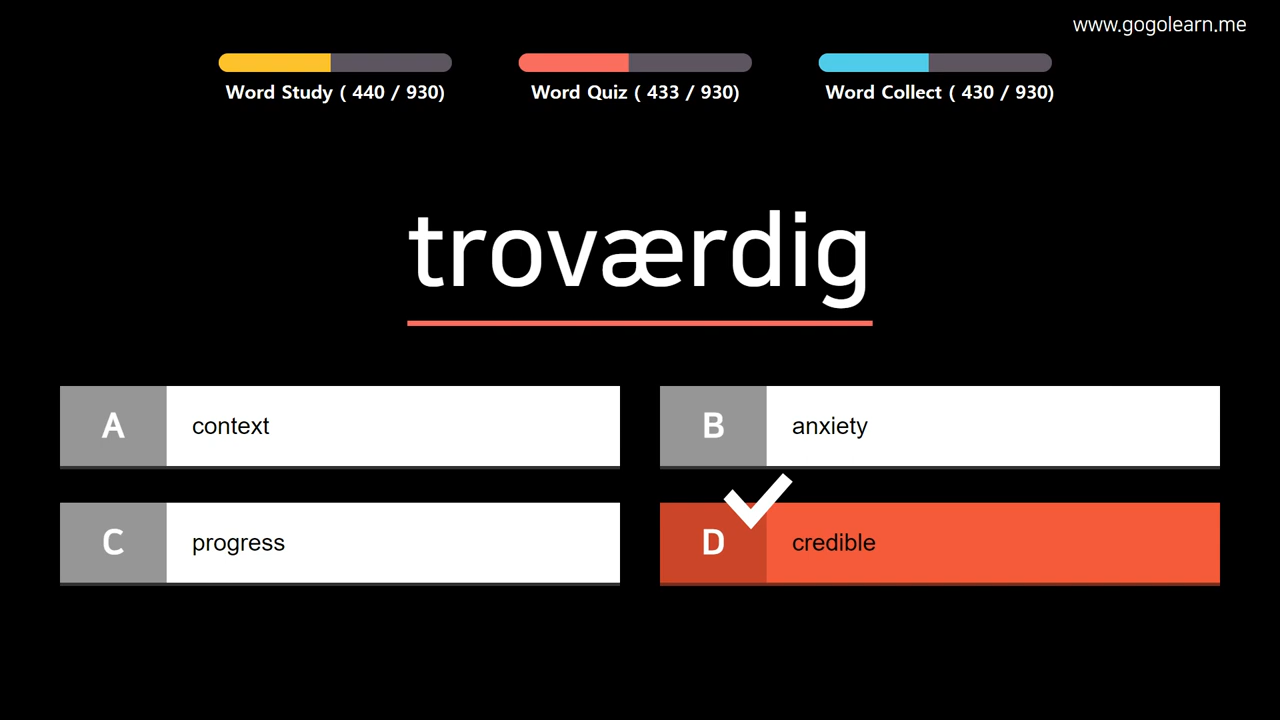 www.gogolearn.me
Word Study ( 440 / 930)
Word Quiz ( 433 / 930)
Word Collect ( 430 / 930)
troværdig
A context
B anxiety
C progress
D credible